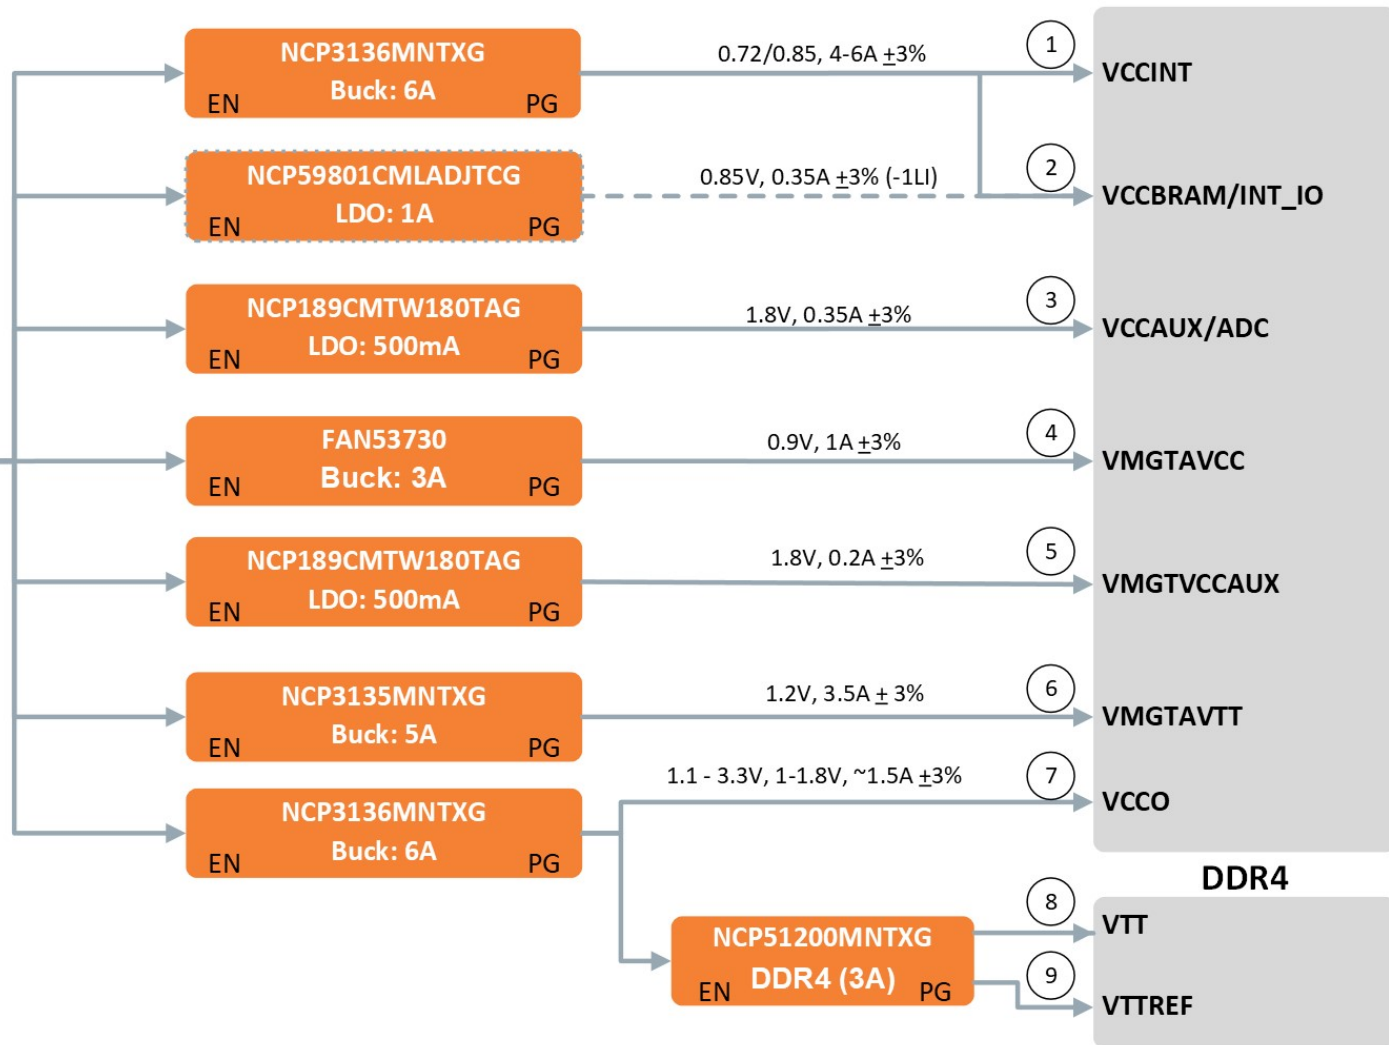 NCP3136MNTXG
Buck: 6A
EN
PG
0.72/0.85, 4-6A ±3%
1
VCCINT
NCP59801CMLADJTCG
LDO: 1A
EN
PG
0.85V, 0.35A ±3% (-1LI)
2
VCCBRAM/INT_IO
NCP189CMTW180TAG
LDO: 500mA
EN
PG
1.8V, 0.35A ±3%
3
VCCAUX/ADC
FAN53730
Buck: 3A
EN
PG
0.9V, 1A ±3%
4
VMGTAVCC
NCP189CMTW180TAG
LDO: 500mA
EN
PG
1.8V, 0.2A ±3%
5
VMGTVCCAUX
NCP3135MNTXG
Buck: 5A
EN
PG
1.2V, 3.5A ± 3%
6
VMGTAVTT
NCP3136MNTXG
Buck: 6A
EN
PG
1.1 - 3.3V, 1-1.8V, ~1.5A ±3%
7
VCCO
DDR4
NCP51200MNTXG
DDR4 (3A)
EN
PG
8
VTT
9
VTTREF